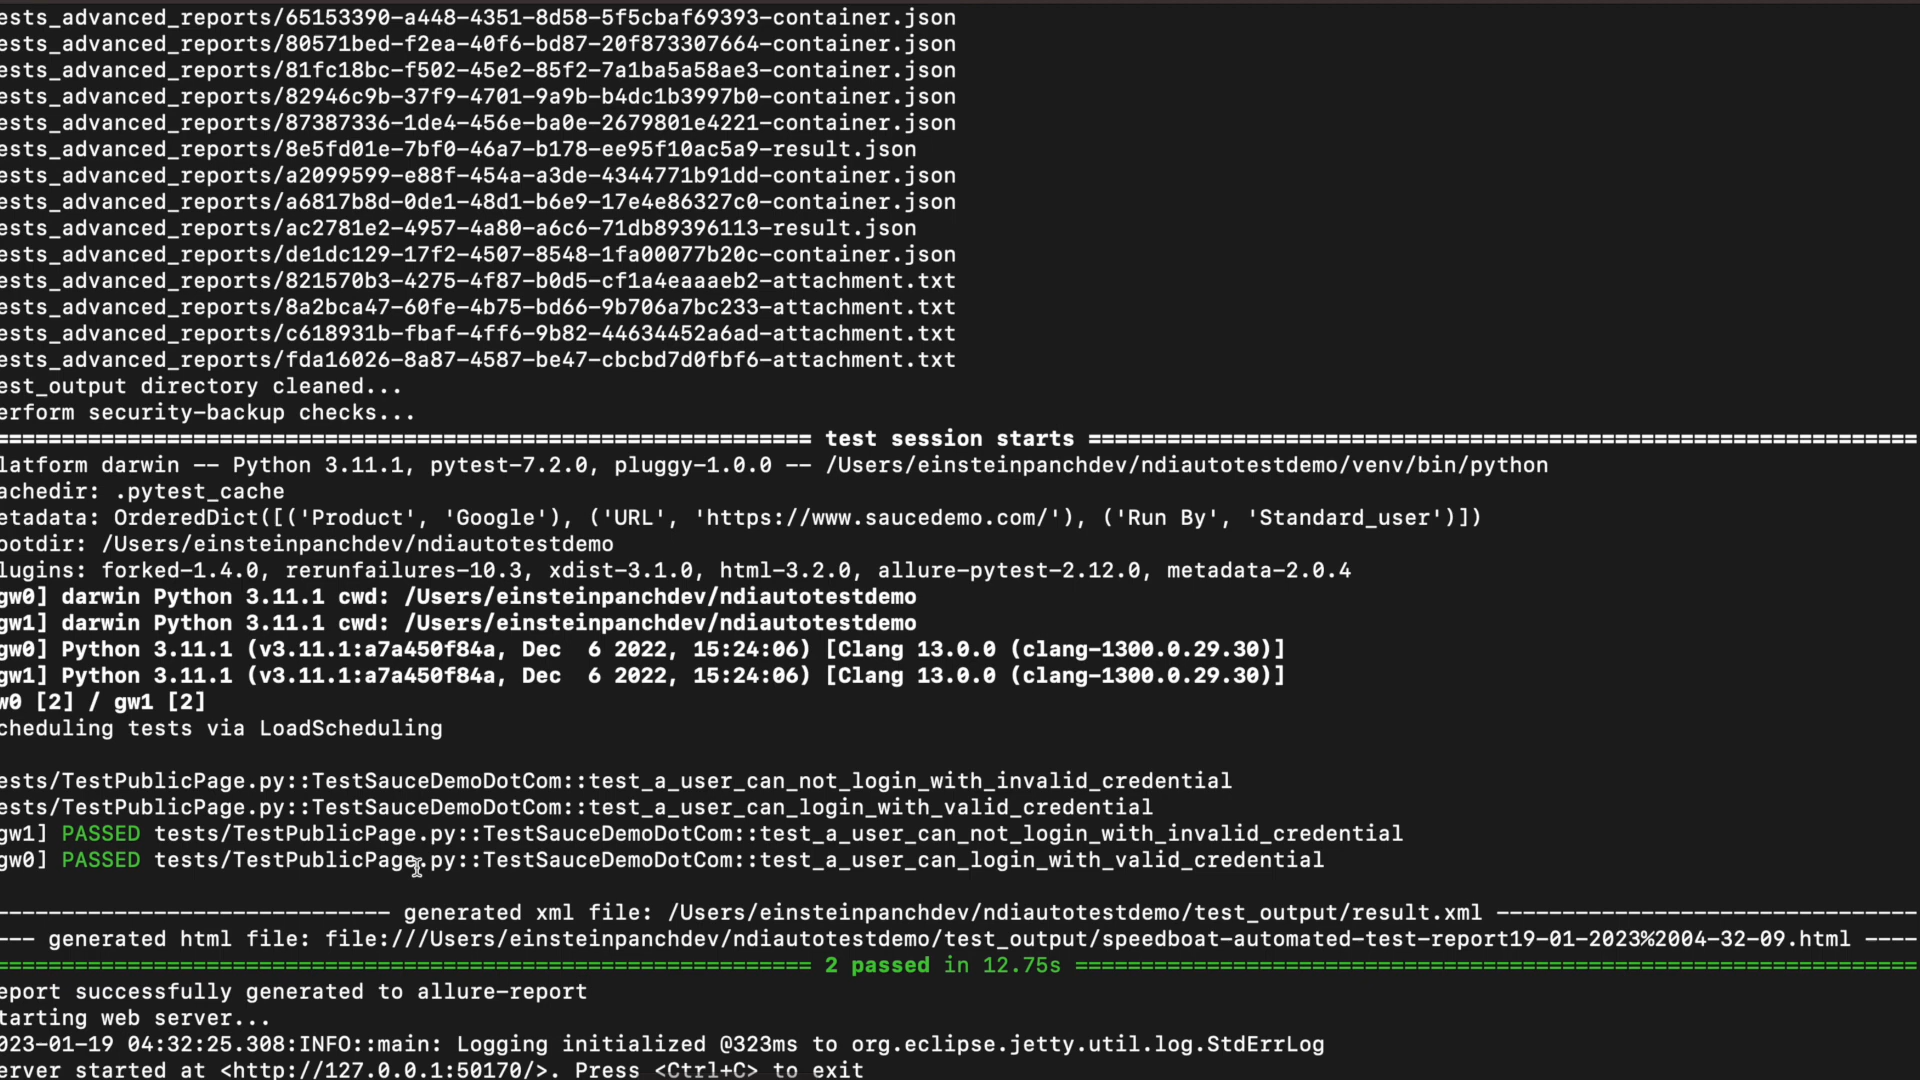 ests_advanced_reports/65153390-a448-4351-8d58-5f5cbaf69393-container.json
ests_advanced_reports/80571bed-f2ea-40f6-bd87-20f873307664-container.json
ests_advanced_reports/81fc18bc-f502-45e2-85f2-7a1ba5a58ae3-container.json
ests_advanced_reports/82946c9b-37f9-4701-9a9b-b4dc1b3997b0-container.json
ests_advanced_reports/87387336-1de4-456e-ba0e-2679801e4221-container.json
ests_advanced_reports/8e5fd01e-7bf0-46a7-b178-ee95f10ac5a9-result.json
ests_advanced_reports/a2099599-e88f-454a-a3de-4344771b91dd-container.json
ests_advanced_reports/a6817b8d-0de1-48d1-b6e9-17e4e86327c0-container.json
ests_advanced_reports/ac2781e2-4957-4a80-a6c6-71db89396113-result.json
ests_advanced_reports/de1dc129-17f2-4507-8548-1fa00077b20c-container.json
ests_advanced_reports/821570b3-4275-4f87-b0d5-cf1a4eaaaeb2-attachment.txt
ests_advanced_reports/8a2bca47-60fe-4b75-bd66-9b706a7bc233-attachment.txt
ests_advanced_reports/c618931b-fbaf-4ff6-9b82-44634452a6ad-attachment.txt
ests_advanced_reports/fda16026-8a87-4587-be47-cbcbd7d0fbf6-attachment.txt
est_output directory cleaned...
erform security-backup checks...
============================================================== test session starts ===============================================================
latform darwin -- Python 3.11.1, pytest-7.2.0, pluggy-1.0.0 -- /Users/einsteinpanchdev/ndiautotestdemo/venv/bin/python
achedir: .pytest_cache
etadata: OrderedDict([('Product', 'Google'), ('URL', 'https://www.saucedemo.com/'), ('Run By', 'Standard_user')])
ootdir: /Users/einsteinpanchdev/ndiautotestdemo
lugins: forked-1.4.0, rerunfailures-10.3, xdist-3.1.0, html-3.2.0, allure-pytest-2.12.0, metadata-2.0.4
gw0] darwin Python 3.11.1 cwd: /Users/einsteinpanchdev/ndiautotestdemo
gw1] darwin Python 3.11.1 cwd: /Users/einsteinpanchdev/ndiautotestdemo
gw0] Python 3.11.1 (v3.11.1:a7a450f84a, Dec  6 2022, 15:24:06) [Clang 13.0.0 (clang-1300.0.29.30)]
gw1] Python 3.11.1 (v3.11.1:a7a450f84a, Dec  6 2022, 15:24:06) [Clang 13.0.0 (clang-1300.0.29.30)]
w0 [2] / gw1 [2]
cheduling tests via LoadScheduling
ests/TestPublicPage.py::TestSauceDemoDotCom::test_a_user_can_not_login_with_invalid_credential
ests/TestPublicPage.py::TestSauceDemoDotCom::test_a_user_can_login_with_valid_credential
gw1] PASSED tests/TestPublicPage.py::TestSauceDemoDotCom::test_a_user_can_not_login_with_invalid_credential
gw0] PASSED tests/TestPublicPage.py::TestSauceDemoDotCom::test_a_user_can_login_with_valid_credential
------------------------------ generated xml file: /Users/einsteinpanchdev/ndiautotestdemo/test_output/result.xml --------------------------------
--- generated html file: file:///Users/einsteinpanchdev/ndiautotestdemo/test_output/speedboat-automated-test-report19-01-2023%2004-32-09.html ----
============================================================== 2 passed in 12.75s ================================================================
eport successfully generated to allure-report
tarting web server...
023-01-19 04:32:25.308:INFO::main: Logging initialized @323ms to org.eclipse.jetty.util.log.StdErrLog
erver started at <http://127.0.0.1:50170/>. Press <Ctrl+C> to exit